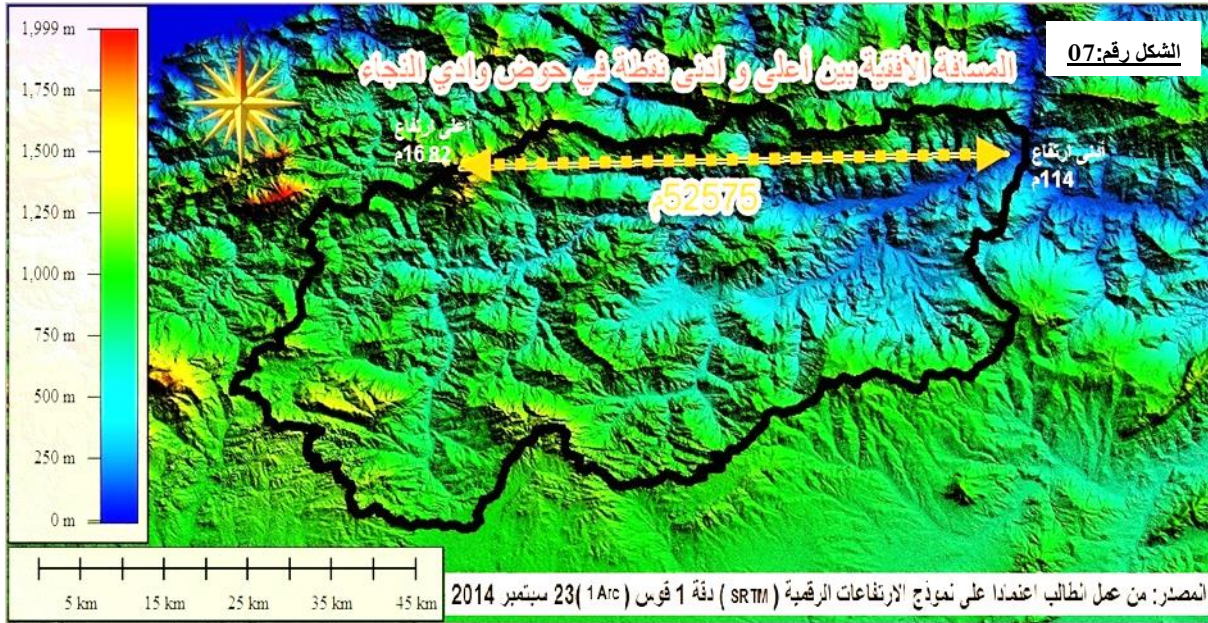 الشكل رقم:07
المسافة الأفقية بين أعلى و أدنى نقطة في حوض وادي النجاء
أعلى ارتفاع
1682م
أدنى ارتفاع
114م
52575م
1,999 m
1,750 m
1,500 m
1,250 m
1,000 m
750 m
500 m
250 m
0 m
5 km
15 km
25 km
35 km
45 km
المصدر: من عمل الطالب اعتمادا على نموذج الارتفاعات الرقمية ( SRTM ) دقة 1 قوس ( 1Arc )23 سبتمبر 2014